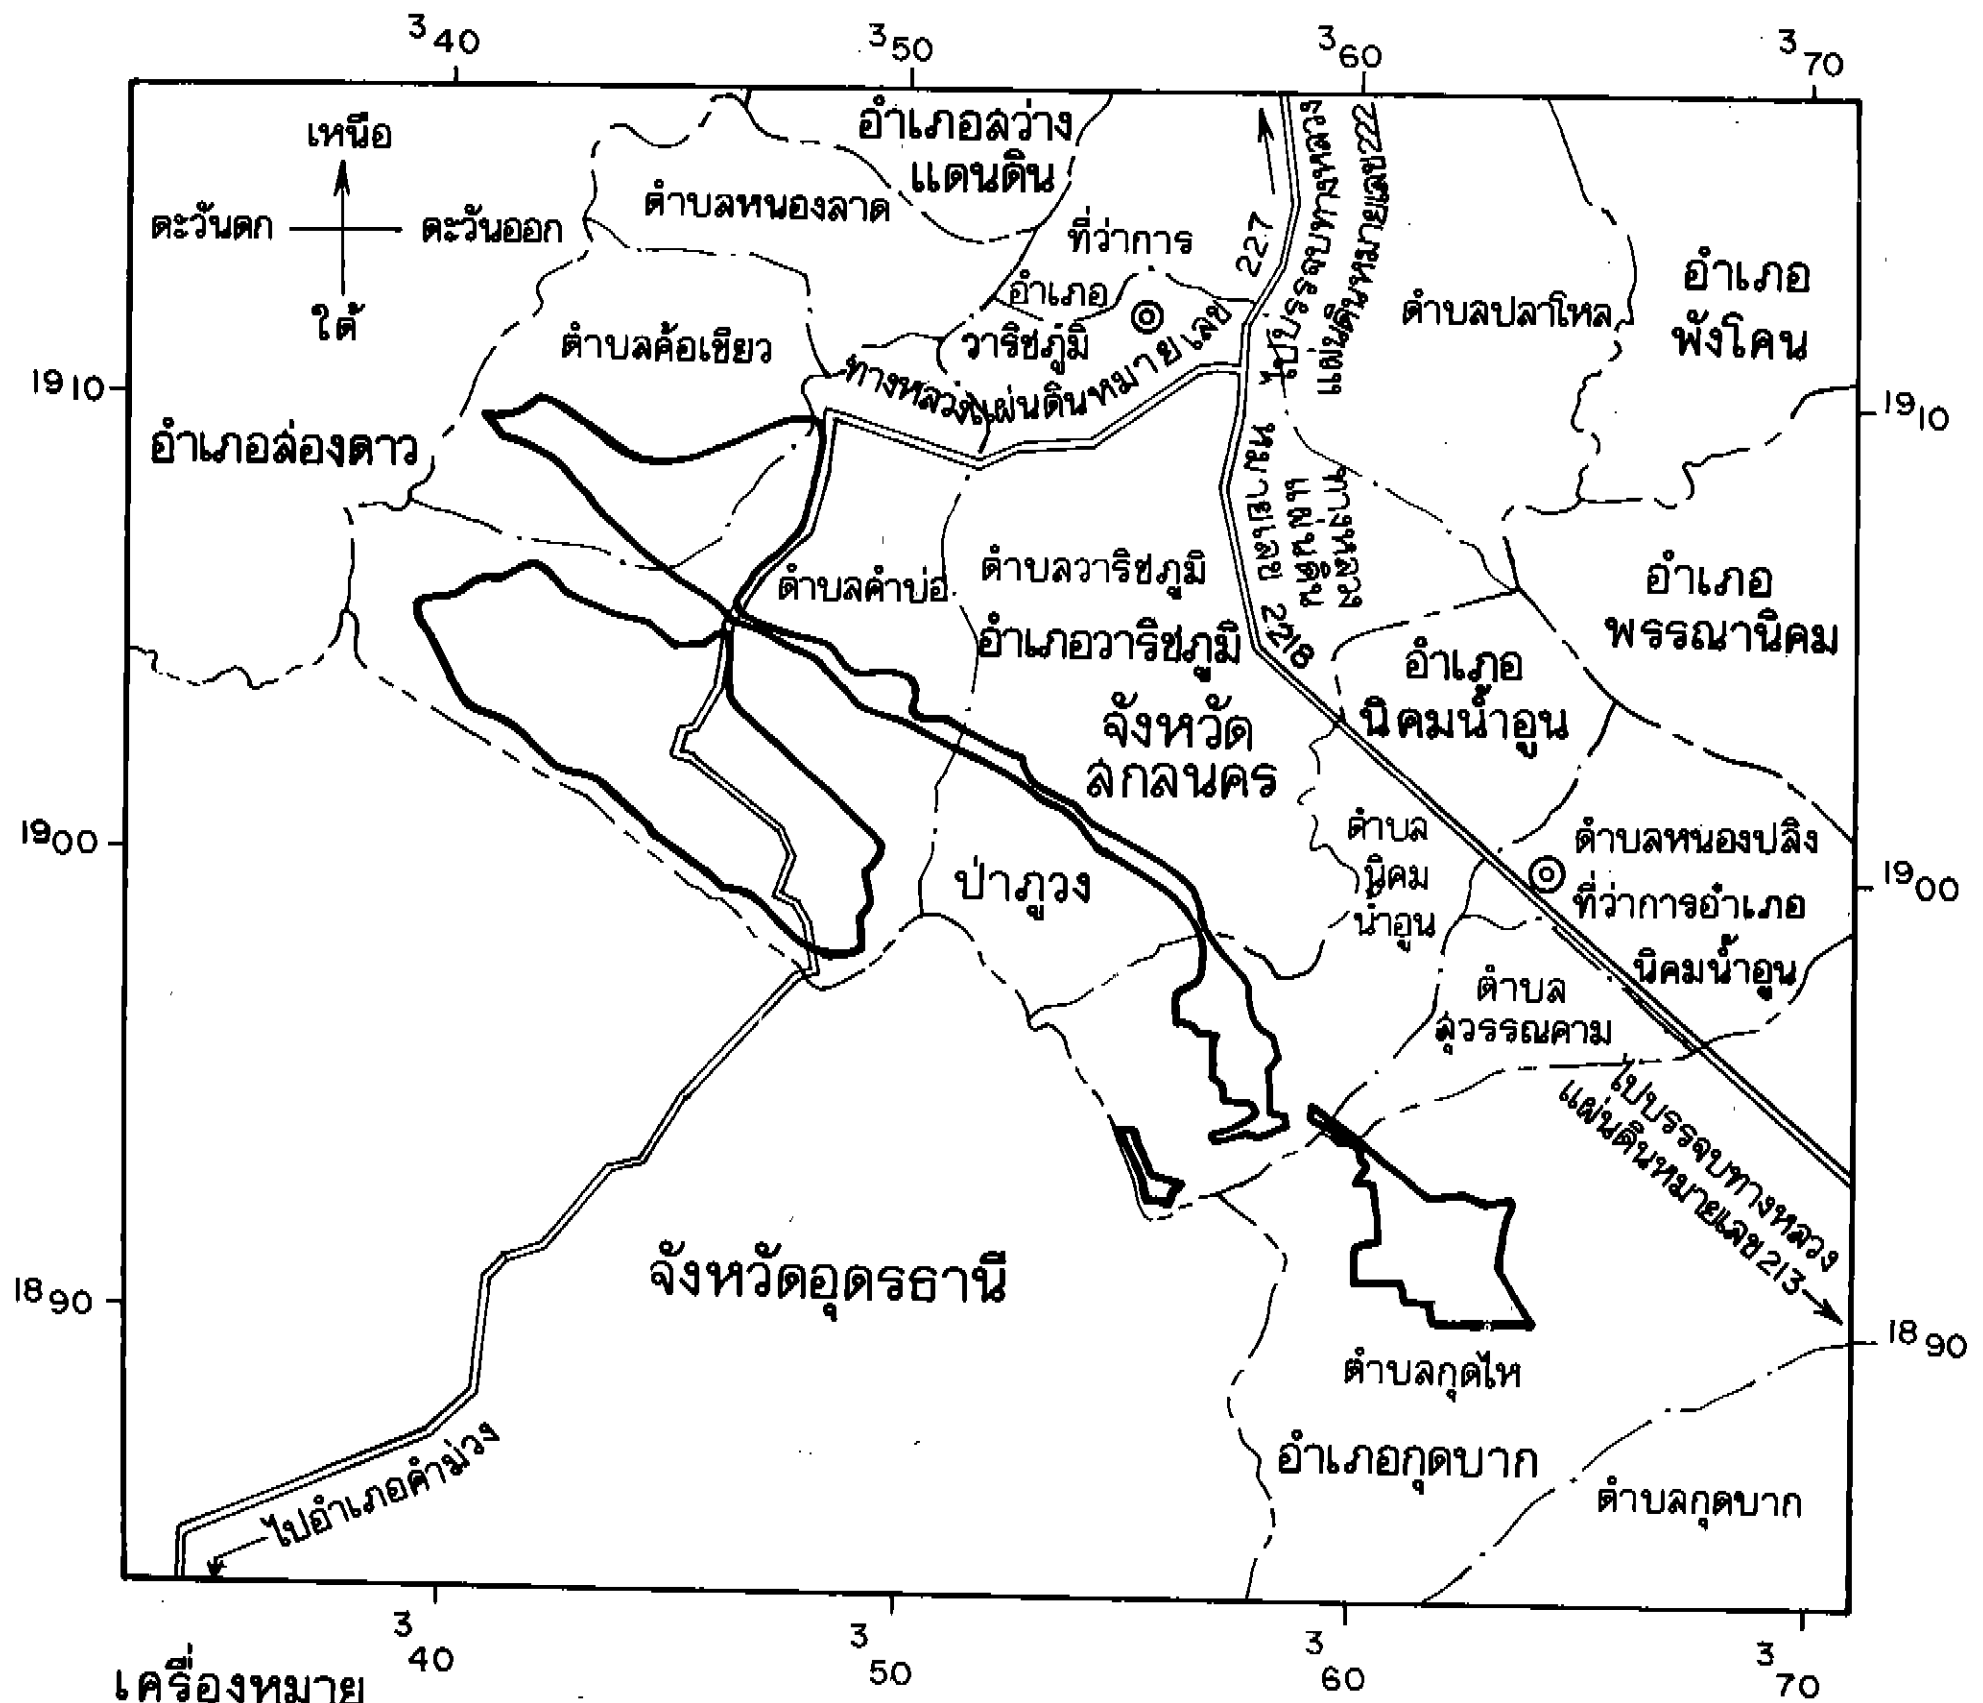 340 350 360 370
เหนือ
ตะวันตก ตะวันออก
ใต้
อำเภอสว่าง
แดนดิน
ตำบลหนองลาด
ที่ว่าการ
อำเภอ
วาริชภูมิ
ทางหลวงแผ่นดินหมายเลข 227
ไปบรรจบทางหลวง
แผ่นดินหมายเลข222
ตำบลปลาโหล
อำเภอ
พังโคน
ตำบลค้อเขียว
1910
1910
อำเภอส่องดาว
ทางหลวง
แผ่นดิน
หมายเลข 2218
ตำบลคำบ่อ
ตำบลวาริชภูมิ
อำเภอวาริชภูมิ
จังหวัด
สกลนคร
อำเภอ
พรรณานิคม
อำเภอ
นิคมน้ำอูน
1900
1900
ป่าภูวง
ตำบล
นิคม
น้ำอูน
ตำบลหนองปลิง
ที่ว่าการอำเภอ
นิคมน้ำอูน
ตำบล
สุวรรณคาม
ไปบรรจบทางหลวง
แผ่นดินหมายเลข213
จังหวัดอุดรธานี
1890
1890
ตำบลกุดไห
อำเภอกุดบาก
ตำบลกุดบาก
ไปอำเภอคำม่วง
340 350 360 370
เครื่องหมาย